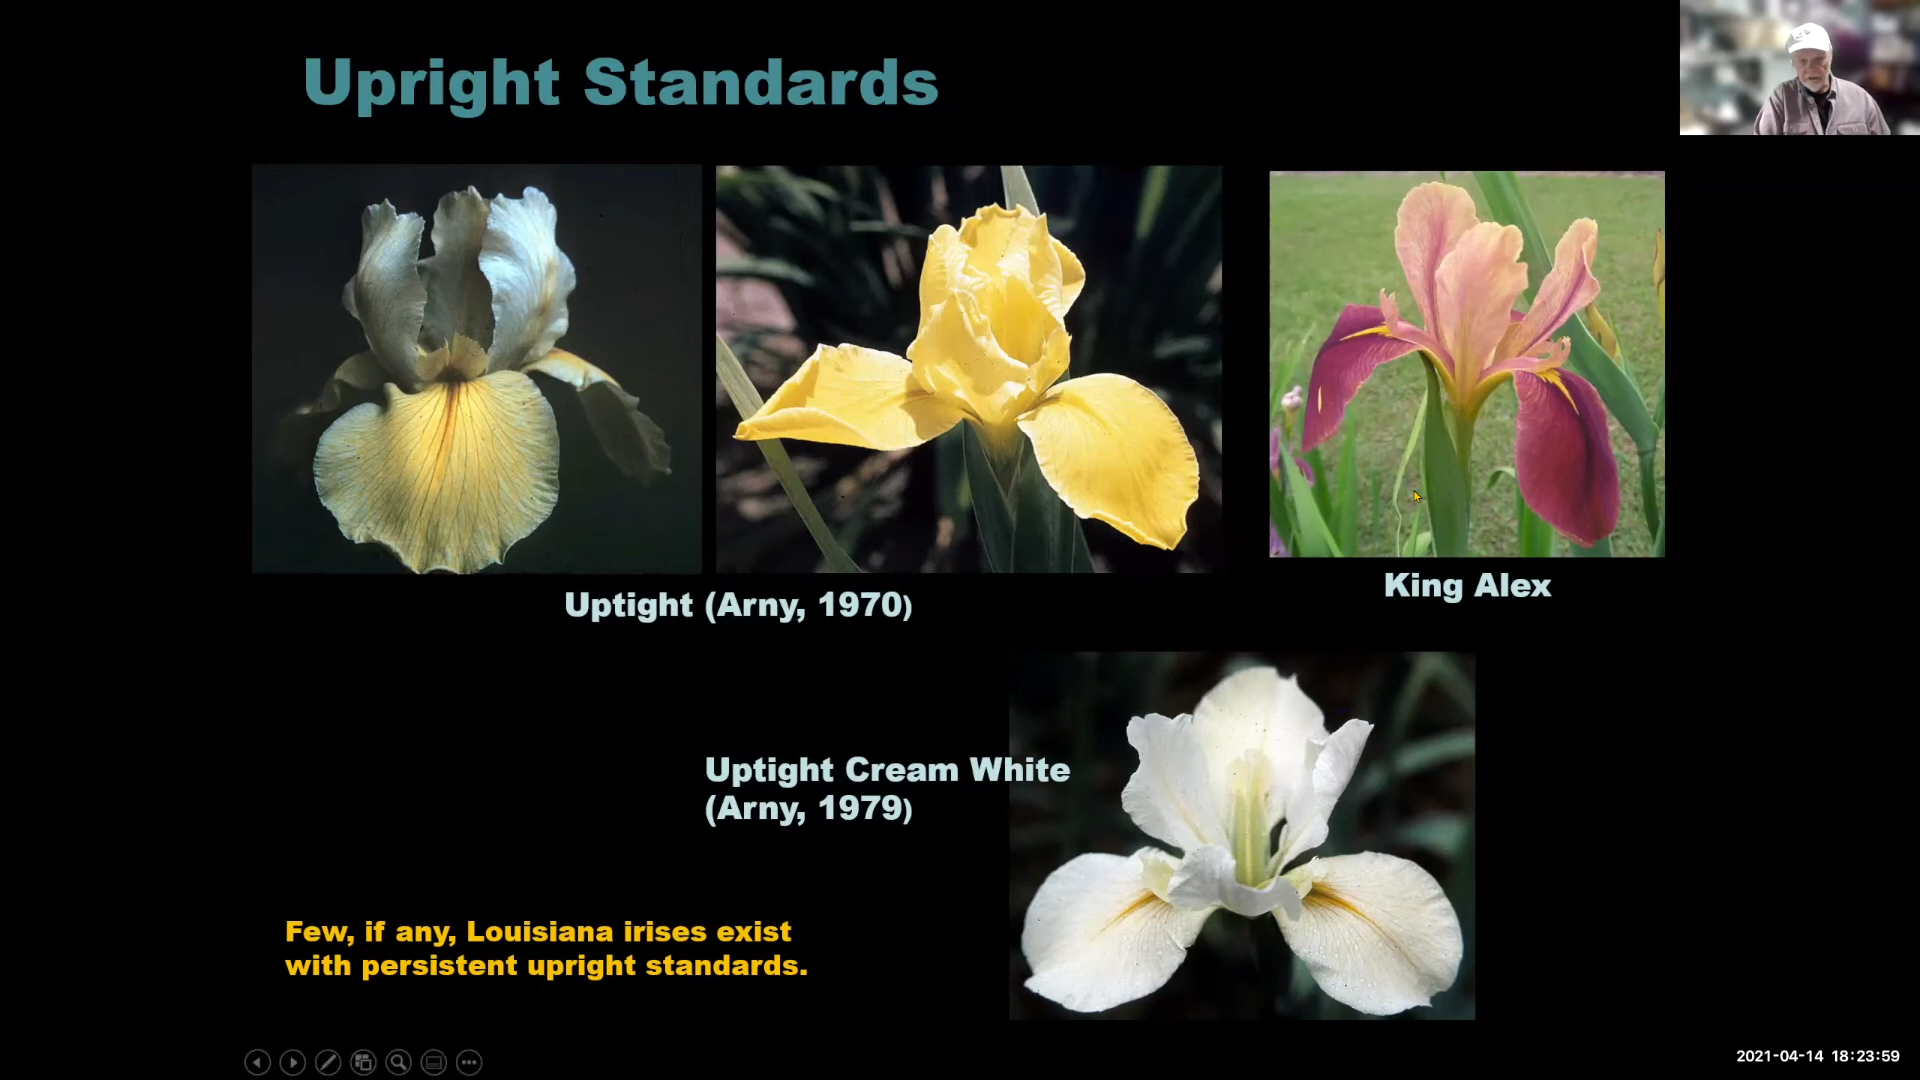 Upright Standards
Uptight (Arny, 1970)
King Alex
Uptight Cream White
(Arny, 1979)
Few, if any, Louisiana irises exist
with persistent upright standards.
2021-04-14 18:23:59